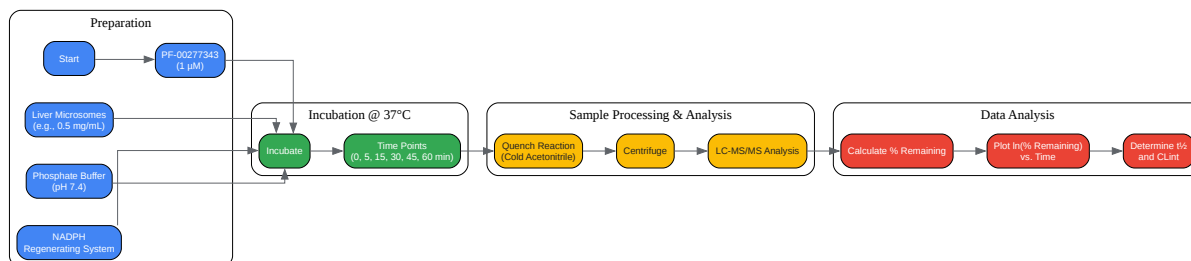 Preparation
Start
PF-00277343
(1 µM)
Liver Microsomes
(e.g., 0.5 mg/mL)
Phosphate Buffer
(pH 7.4)
NADPH
Regenerating System
Incubation @ 37°C
Incubate
Time Points
(0, 5, 15, 30, 45, 60 min)
Sample Processing & Analysis
Quench Reaction
(Cold Acetonitrile)
Centrifuge
LC-MS/MS Analysis
Data Analysis
Calculate % Remaining
Plot ln(% Remaining)
vs. Time
Determine t½
and CLint